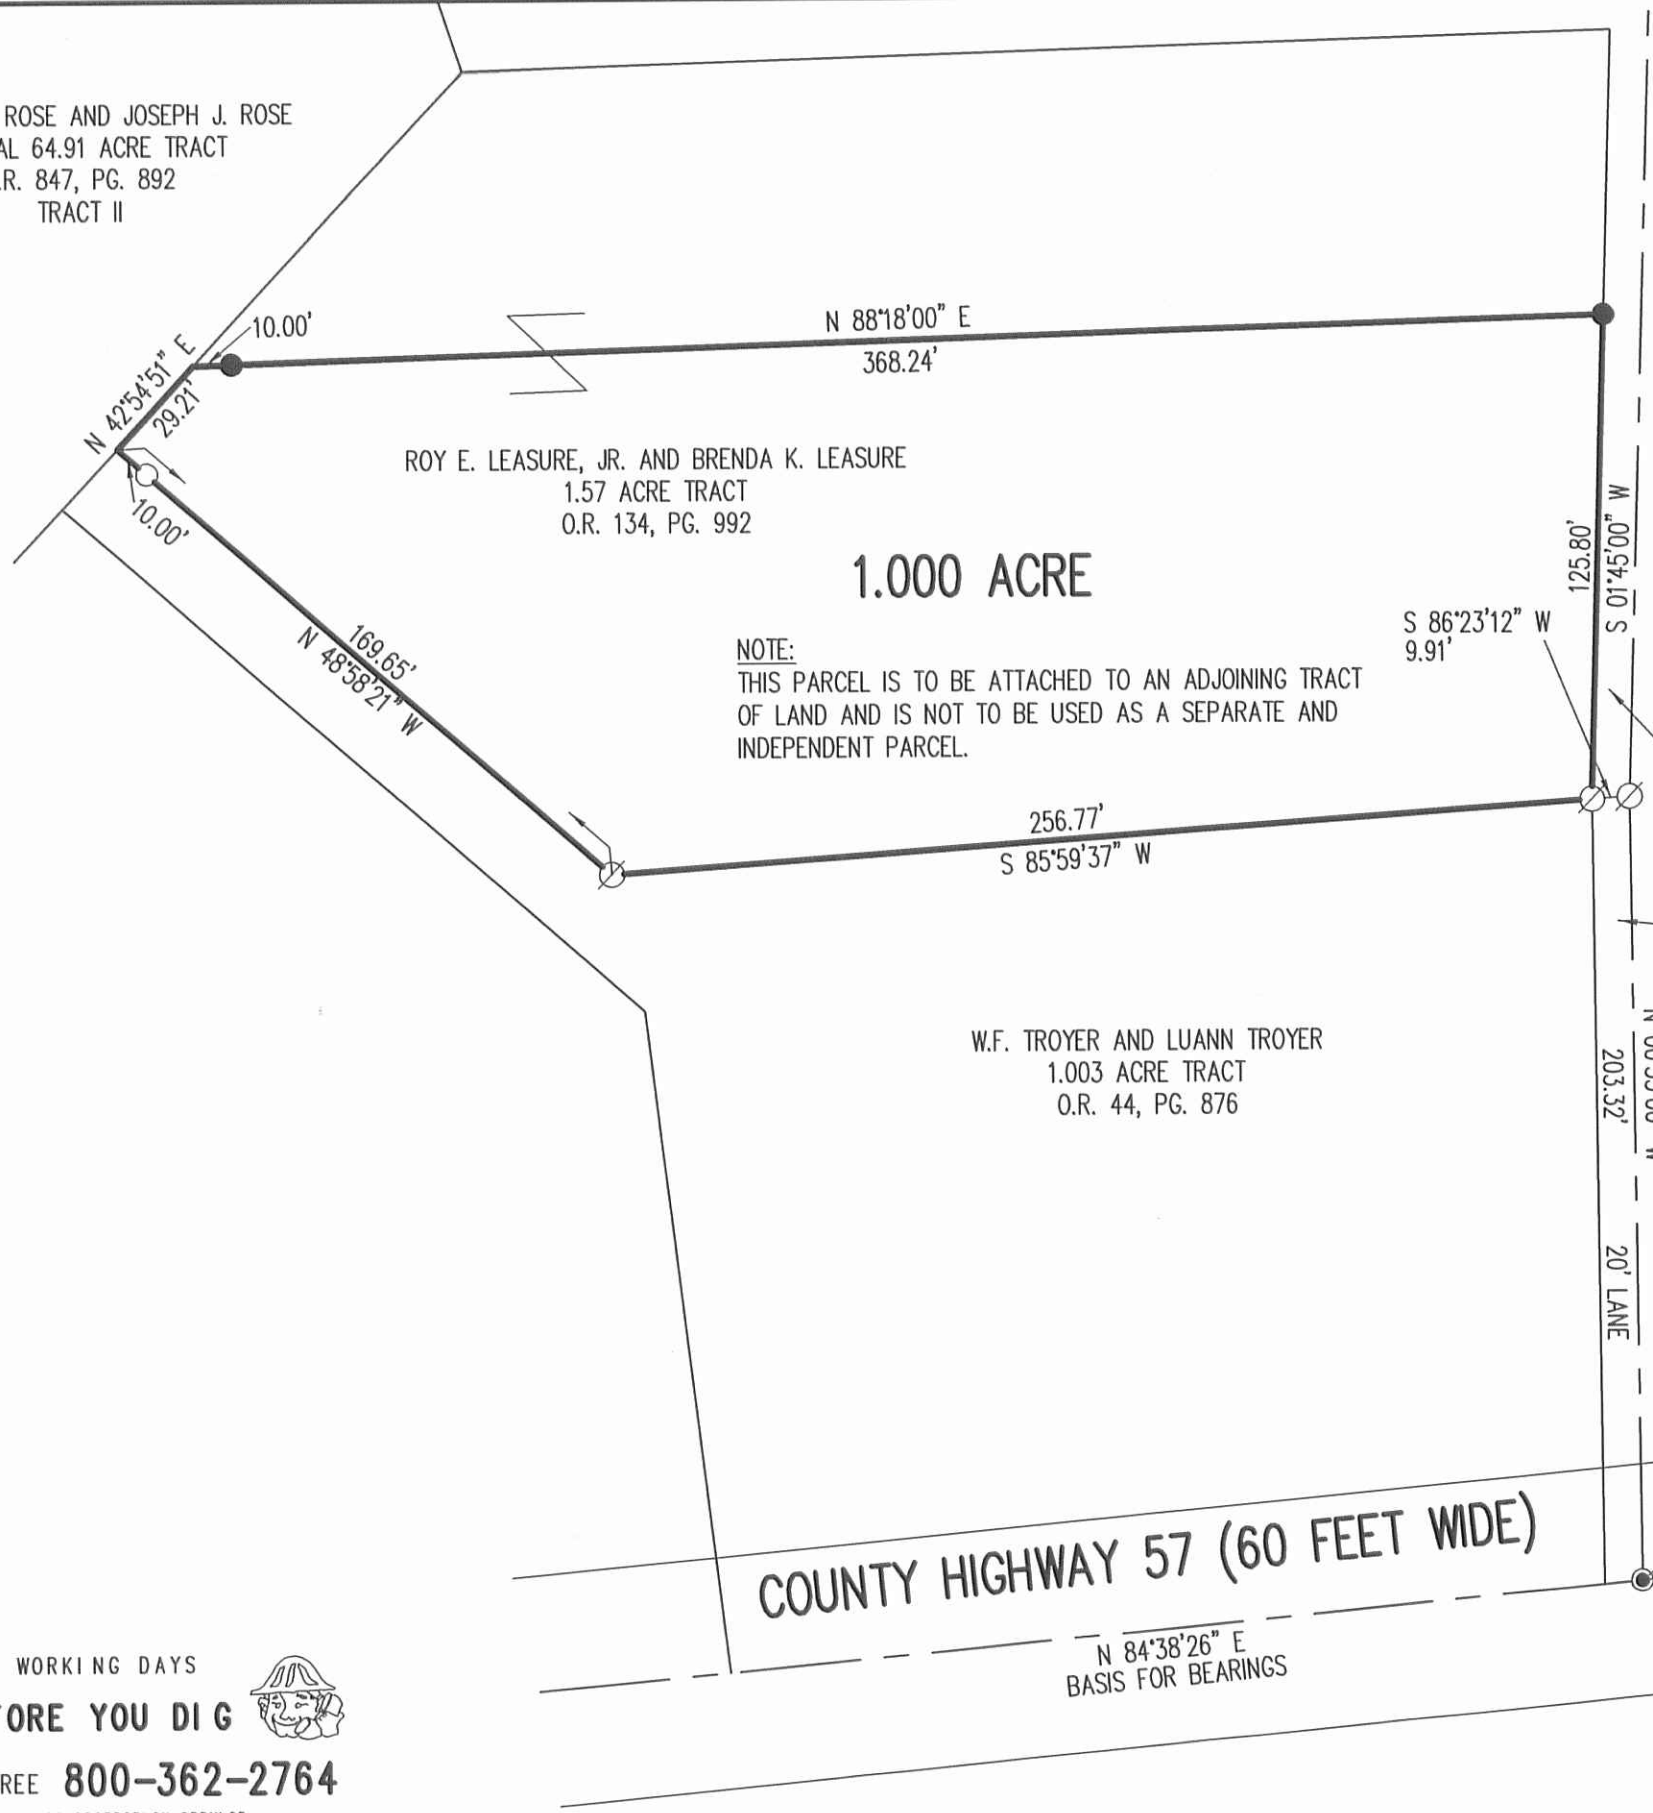 ROSE AND JOSEPH J. ROSE
AL 64.91 ACRE TRACT
R. 847, PG. 892
TRACT II
10.00'
N 88°18'00" E
368.24'
N 42°54'51" E
29.21'
10.00'
ROY E. LEASURE, JR. AND BRENDA K. LEASURE
1.57 ACRE TRACT
O.R. 134, PG. 992
1.000 ACRE
125.80'
S 01°45'00" W
S 86°23'12" W
9.91'
NOTE:
THIS PARCEL IS TO BE ATTACHED TO AN ADJOINING TRACT
OF LAND AND IS NOT TO BE USED AS A SEPARATE AND
INDEPENDENT PARCEL.
169.65'
N 48°58'21" W
256.77'
S 85°59'37" W
W.F. TROYER AND LUANN TROYER
1.003 ACRE TRACT
O.R. 44, PG. 876
203.32'
20' LANE
COUNTY HIGHWAY 57 (60 FEET WIDE)
N 84°38'26" E
BASIS FOR BEARINGS
WORKING DAYS
ORE YOU DIG
REE 800-362-2764